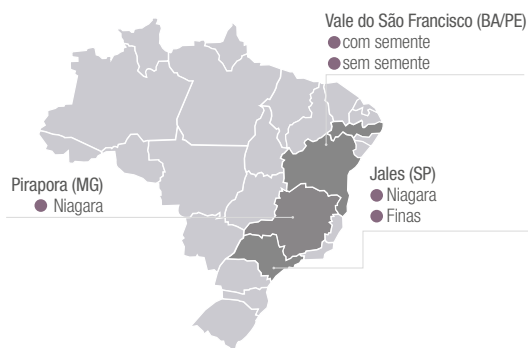 Vale do São Francisco (BA/PE)
com semente
sem semente
Pirapora (MG)
Niagara
Jales (SP)
Niagara
Finas